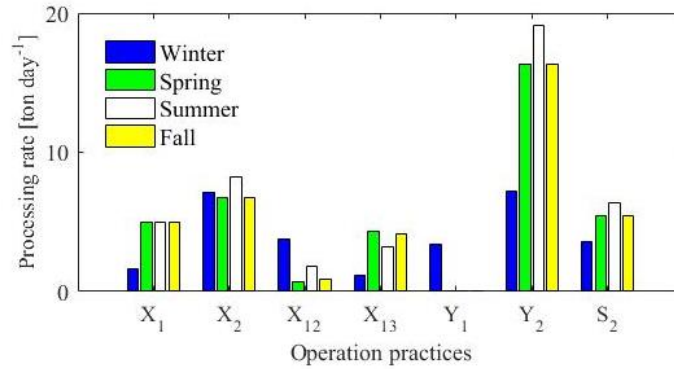 20
10
0
Processing rate [ton day⁻¹]
Winter
Spring
Summer
Fall
X₁ X₂ X₁₂ X₁₃ Y₁ Y₂ S₂
Operation practices